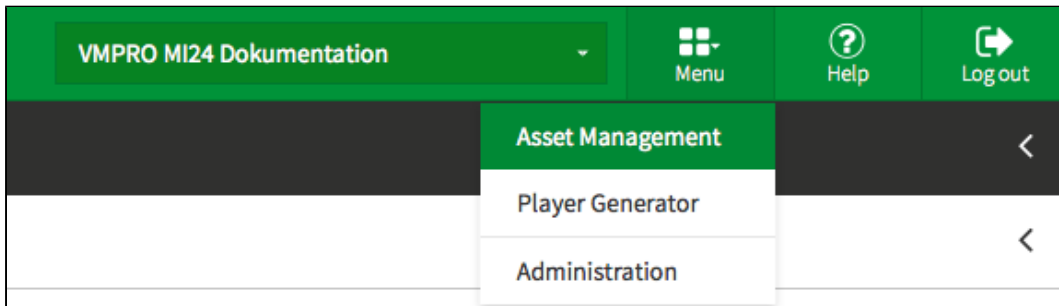 VMPRO MI24 Dokumentation
Menu
Help
Log out
Asset Management
Player Generator
Administration